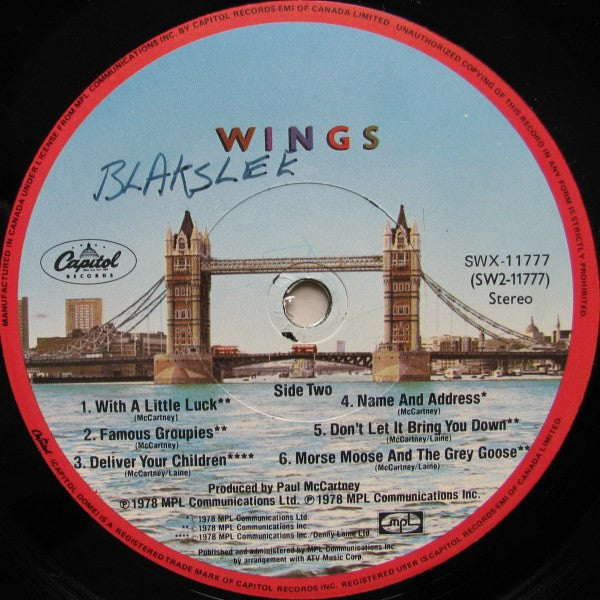 MANUFACTURED IN CANADA UNDER LICENSE FROM MPL COMMUNICATIONS INC. BY CAPITOL RECORDS-EMI OF CANADA LIMITED. UNAUTHORIZED COPYING OF THIS RECORD IN ANY FORM IS STRICTLY PROHIBITED.
WINGS
BLAKSLEE
Capitol
RECORDS
SWX-11777
(SW2-11777)
Stereo
Side Two
1. With A Little Luck**
(McCartney)
2. Famous Groupies**
(McCartney)
3. Deliver Your Children****
(McCartney/Laine)
4. Name And Address*
(McCartney)
5. Don't Let It Bring You Down**
(McCartney/Laine)
6. Morse Moose And The Grey Goose**
(McCartney/Laine)
Produced by Paul McCartney
℗1978 MPL Communications Ltd. ℗1978 MPL Communications Inc.
* © 1978 MPL Communications Ltd
** © 1978 MPL Communications Inc.
**** © 1978 MPL Communications Inc./Denny Laine Ltd.
mpl
Published and administered by MPL Communications Inc
by arrangement with ATV Music Corp.
Capitol (CAPITOL DOME) IS A REGISTERED TRADE MARK OF CAPITOL RECORDS INC. REGISTERED USER: CAPITOL RECORDS-EMI OF CANADA LIMITED.